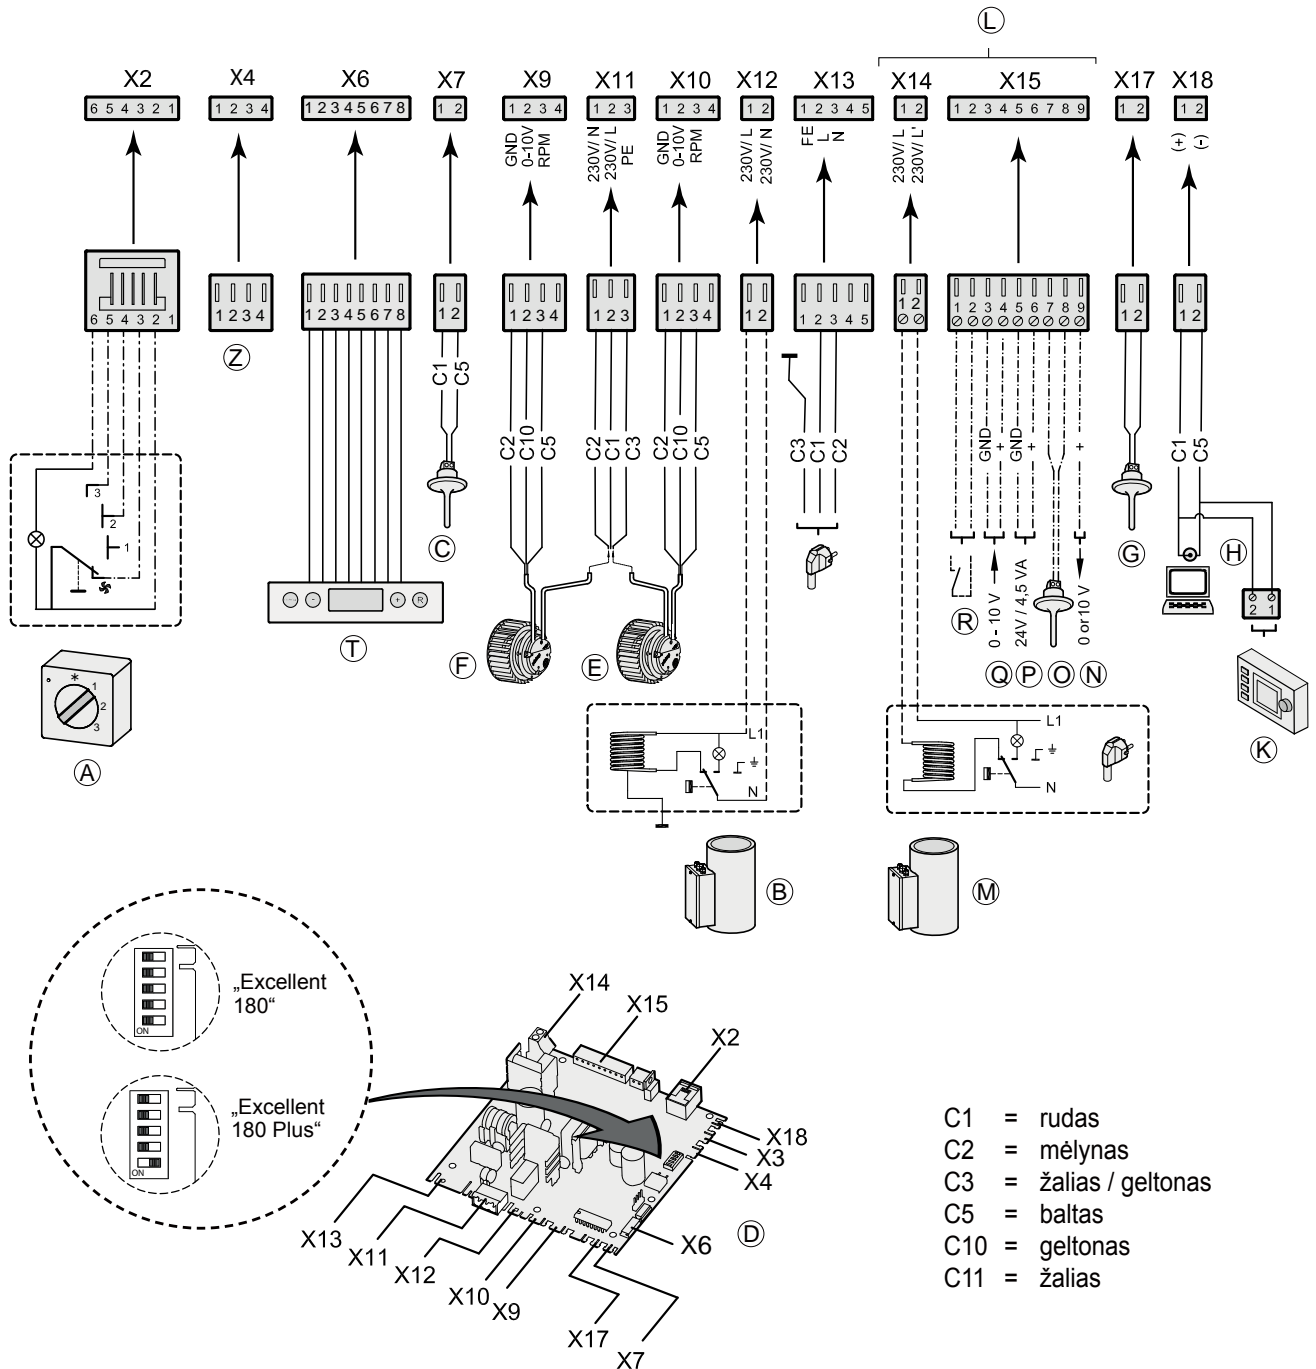 L
X2 X4 X6 X7 X9 X11 X10 X12 X13 X14 X15 X17 X18
6 5 4 3 2 1 1 2 3 4 1 2 3 4 5 6 7 8 1 2 1 2 3 4 1 2 3 1 2 3 4 1 2 1 2 3 4 5 1 2 1 2 3 4 5 6 7 8 9 1 2 1 2
GND
0-10V
RPM
230V/ N
230V/ L
PE
GND
0-10V
RPM
230V/ L
230V/ N
FE
L
N
230V/ L
230V/ L'
(+)
(-)
6 5 4 3 2 1 1 2 3 4 1 2 3 4 5 6 7 8 1 2 1 2 3 4 1 2 3 1 2 3 4 1 2 1 2 3 4 5 1 2 1 2 3 4 5 6 7 8 9 1 2 1 2
Z
C1 C5
C2 C10 C5 C2 C1 C3 C2 C10 C5
C3 C1 C2
GND + GND + +
C1 C5
3
2
1
C
G
H
2 1
R
0 - 10 V
24V / 4,5 VA
0 or10 V
Q P O N
- + R
T
F E
1
2
3
A
L1
N
L1
N
K
B
M
ON
„Excellent
180“
ON
„Excellent
180 Plus“
X14
X15
X2
X18
X3
X4
X6
D
X13
X11
X12
X10
X9
X17
X7
C1 = rudas
C2 = mėlynas
C3 = žalias / geltonas
C5 = baltas
C10 = geltonas
C11 = žalias